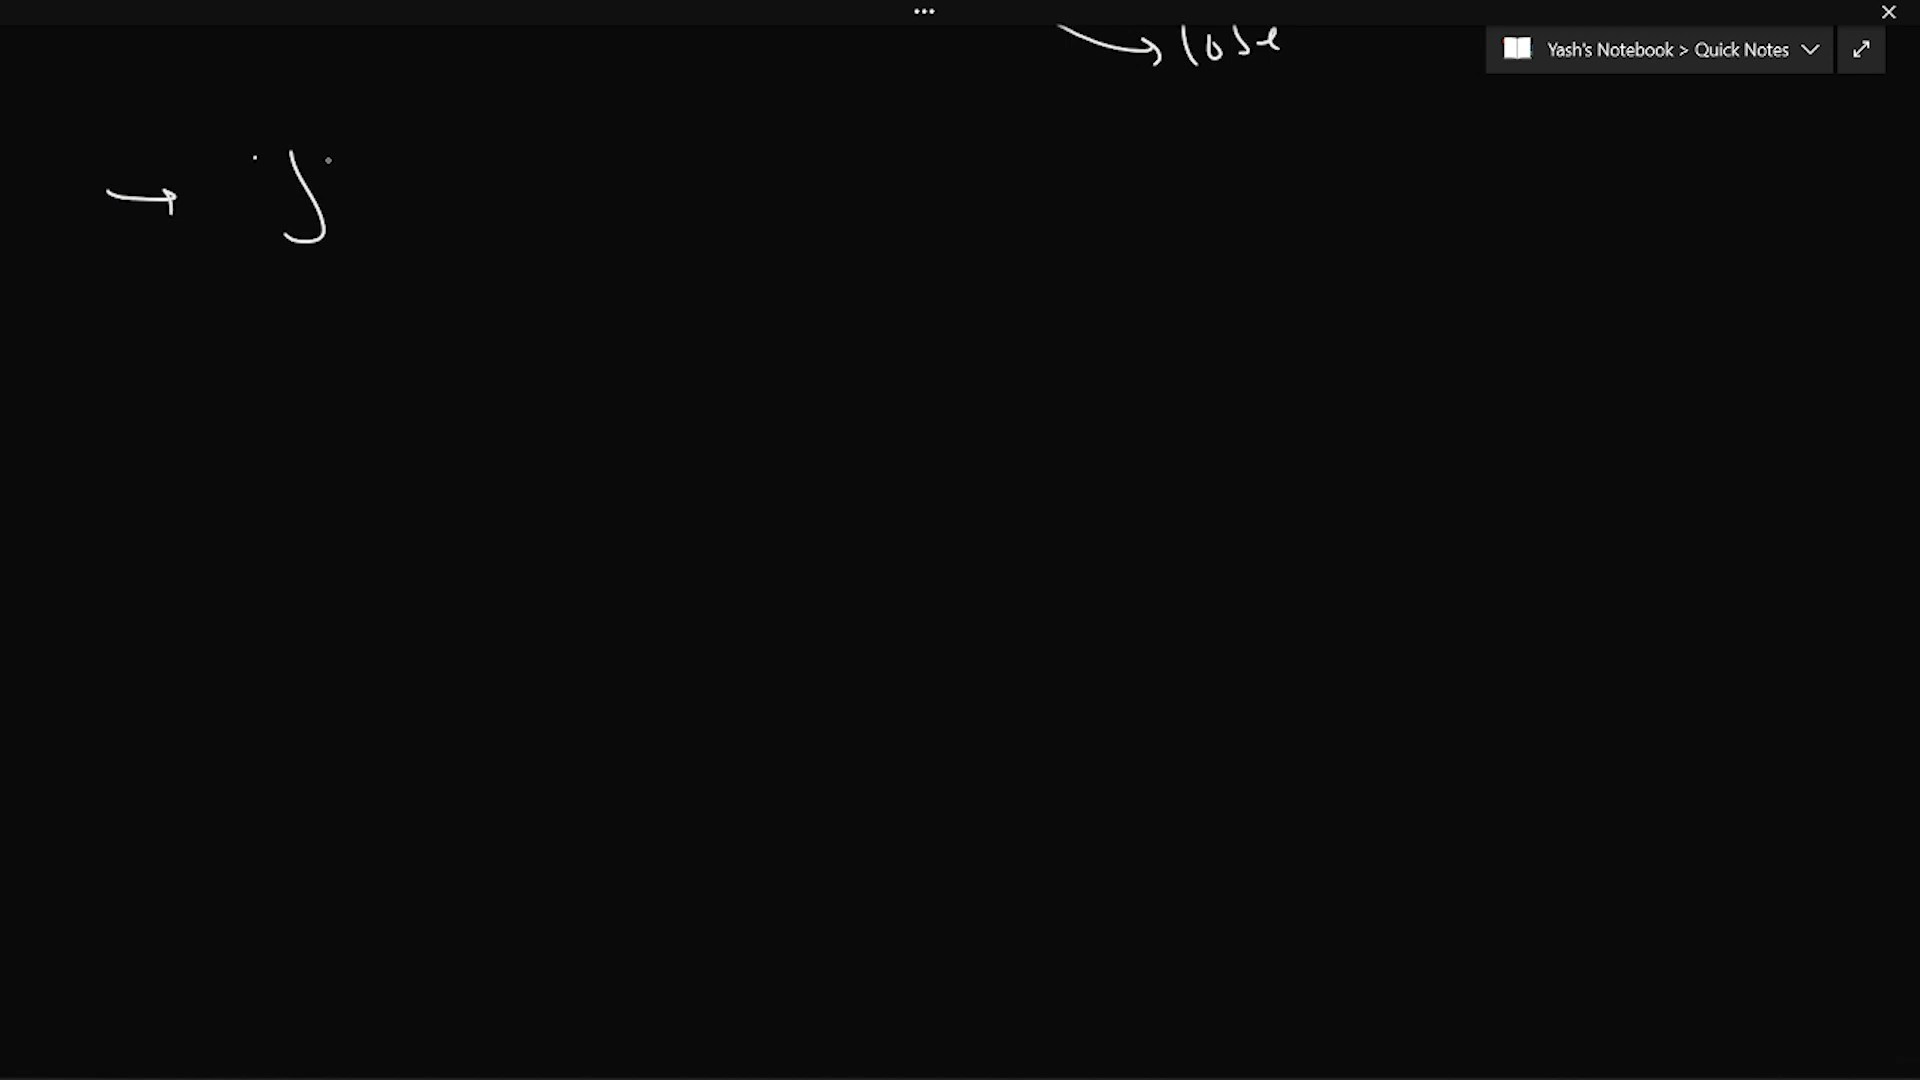 → lose
Yash's Notebook > Quick Notes
→